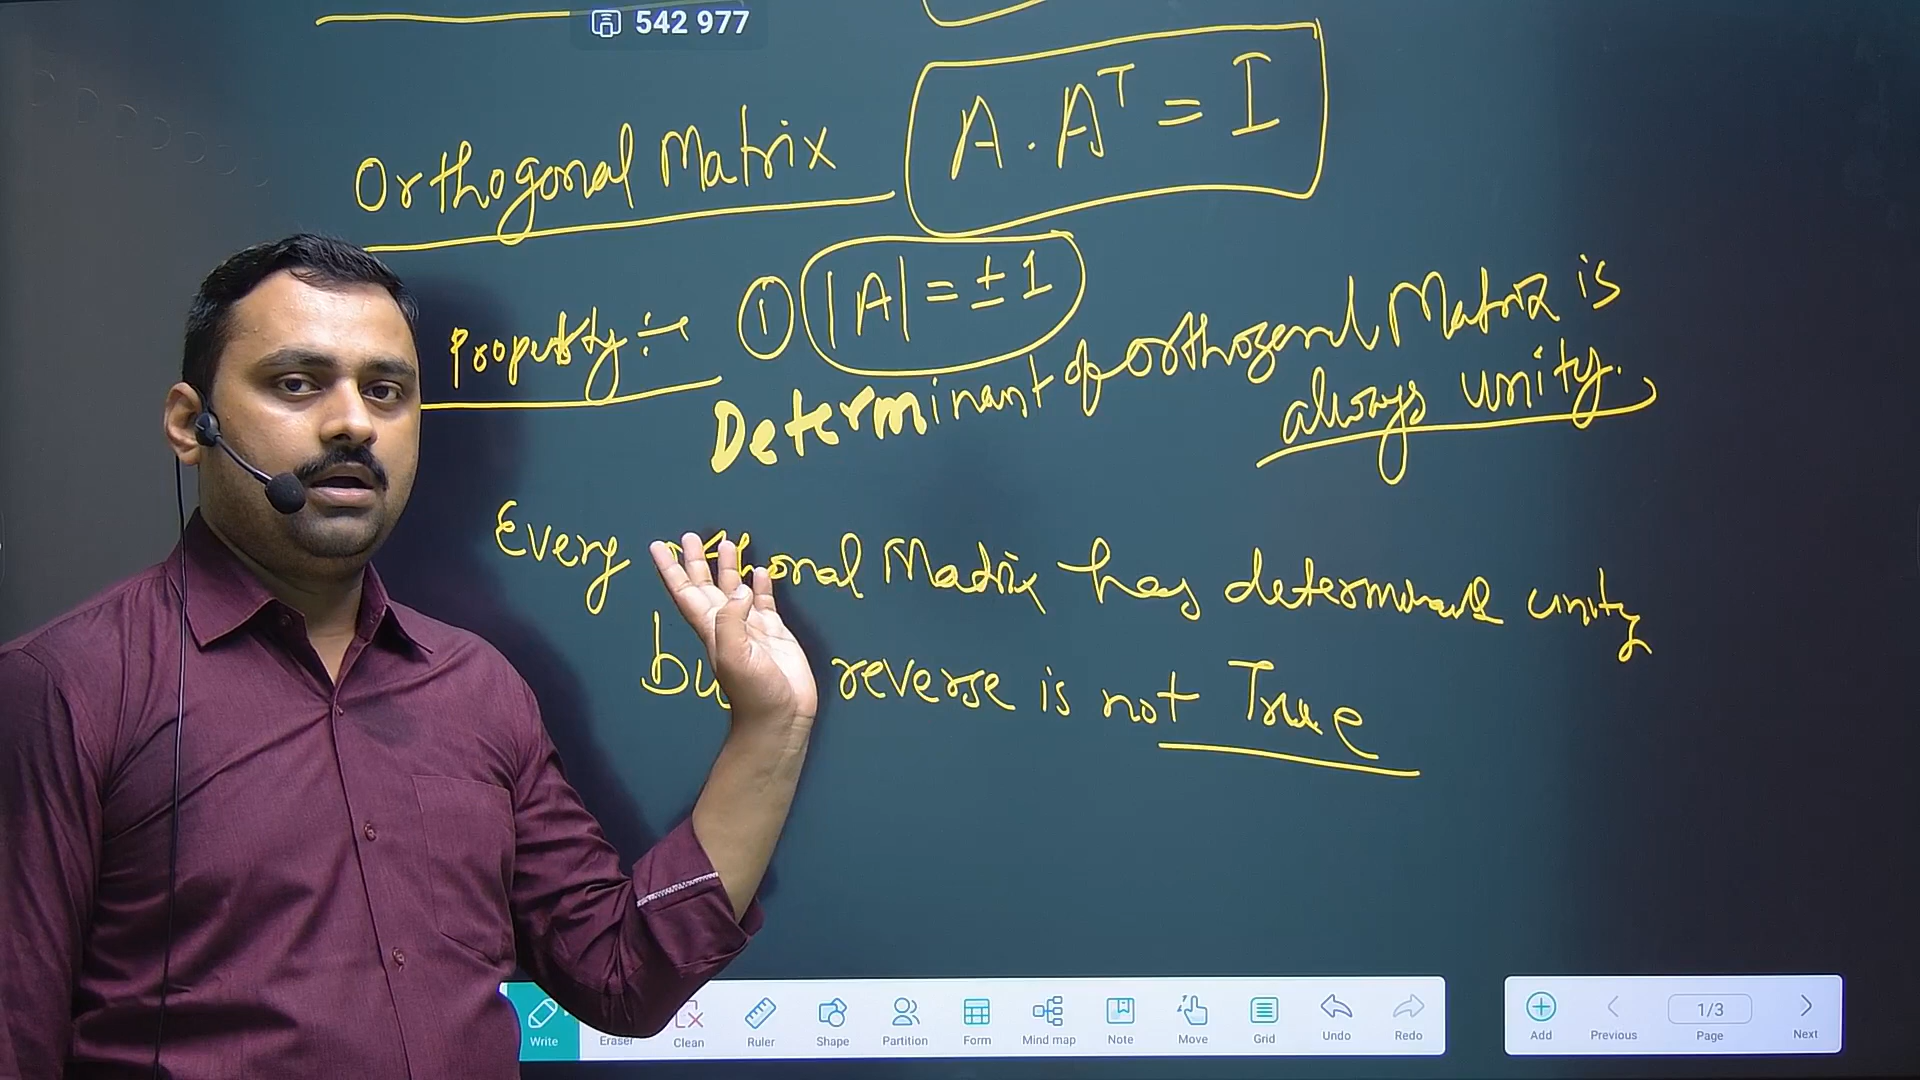 542 977
Orthogonal Matrix
A · Aᵀ = I
Property :→ ① |A| = ± 1
Determinant of orthogonal Matrix is
always unity.
Every Matrix has determinant unity
reverse is not True
Write Eraser Clean Ruler Shape Partition Form Mind map Note Move Grid Undo Redo
Add Previous 1/3 Page Next